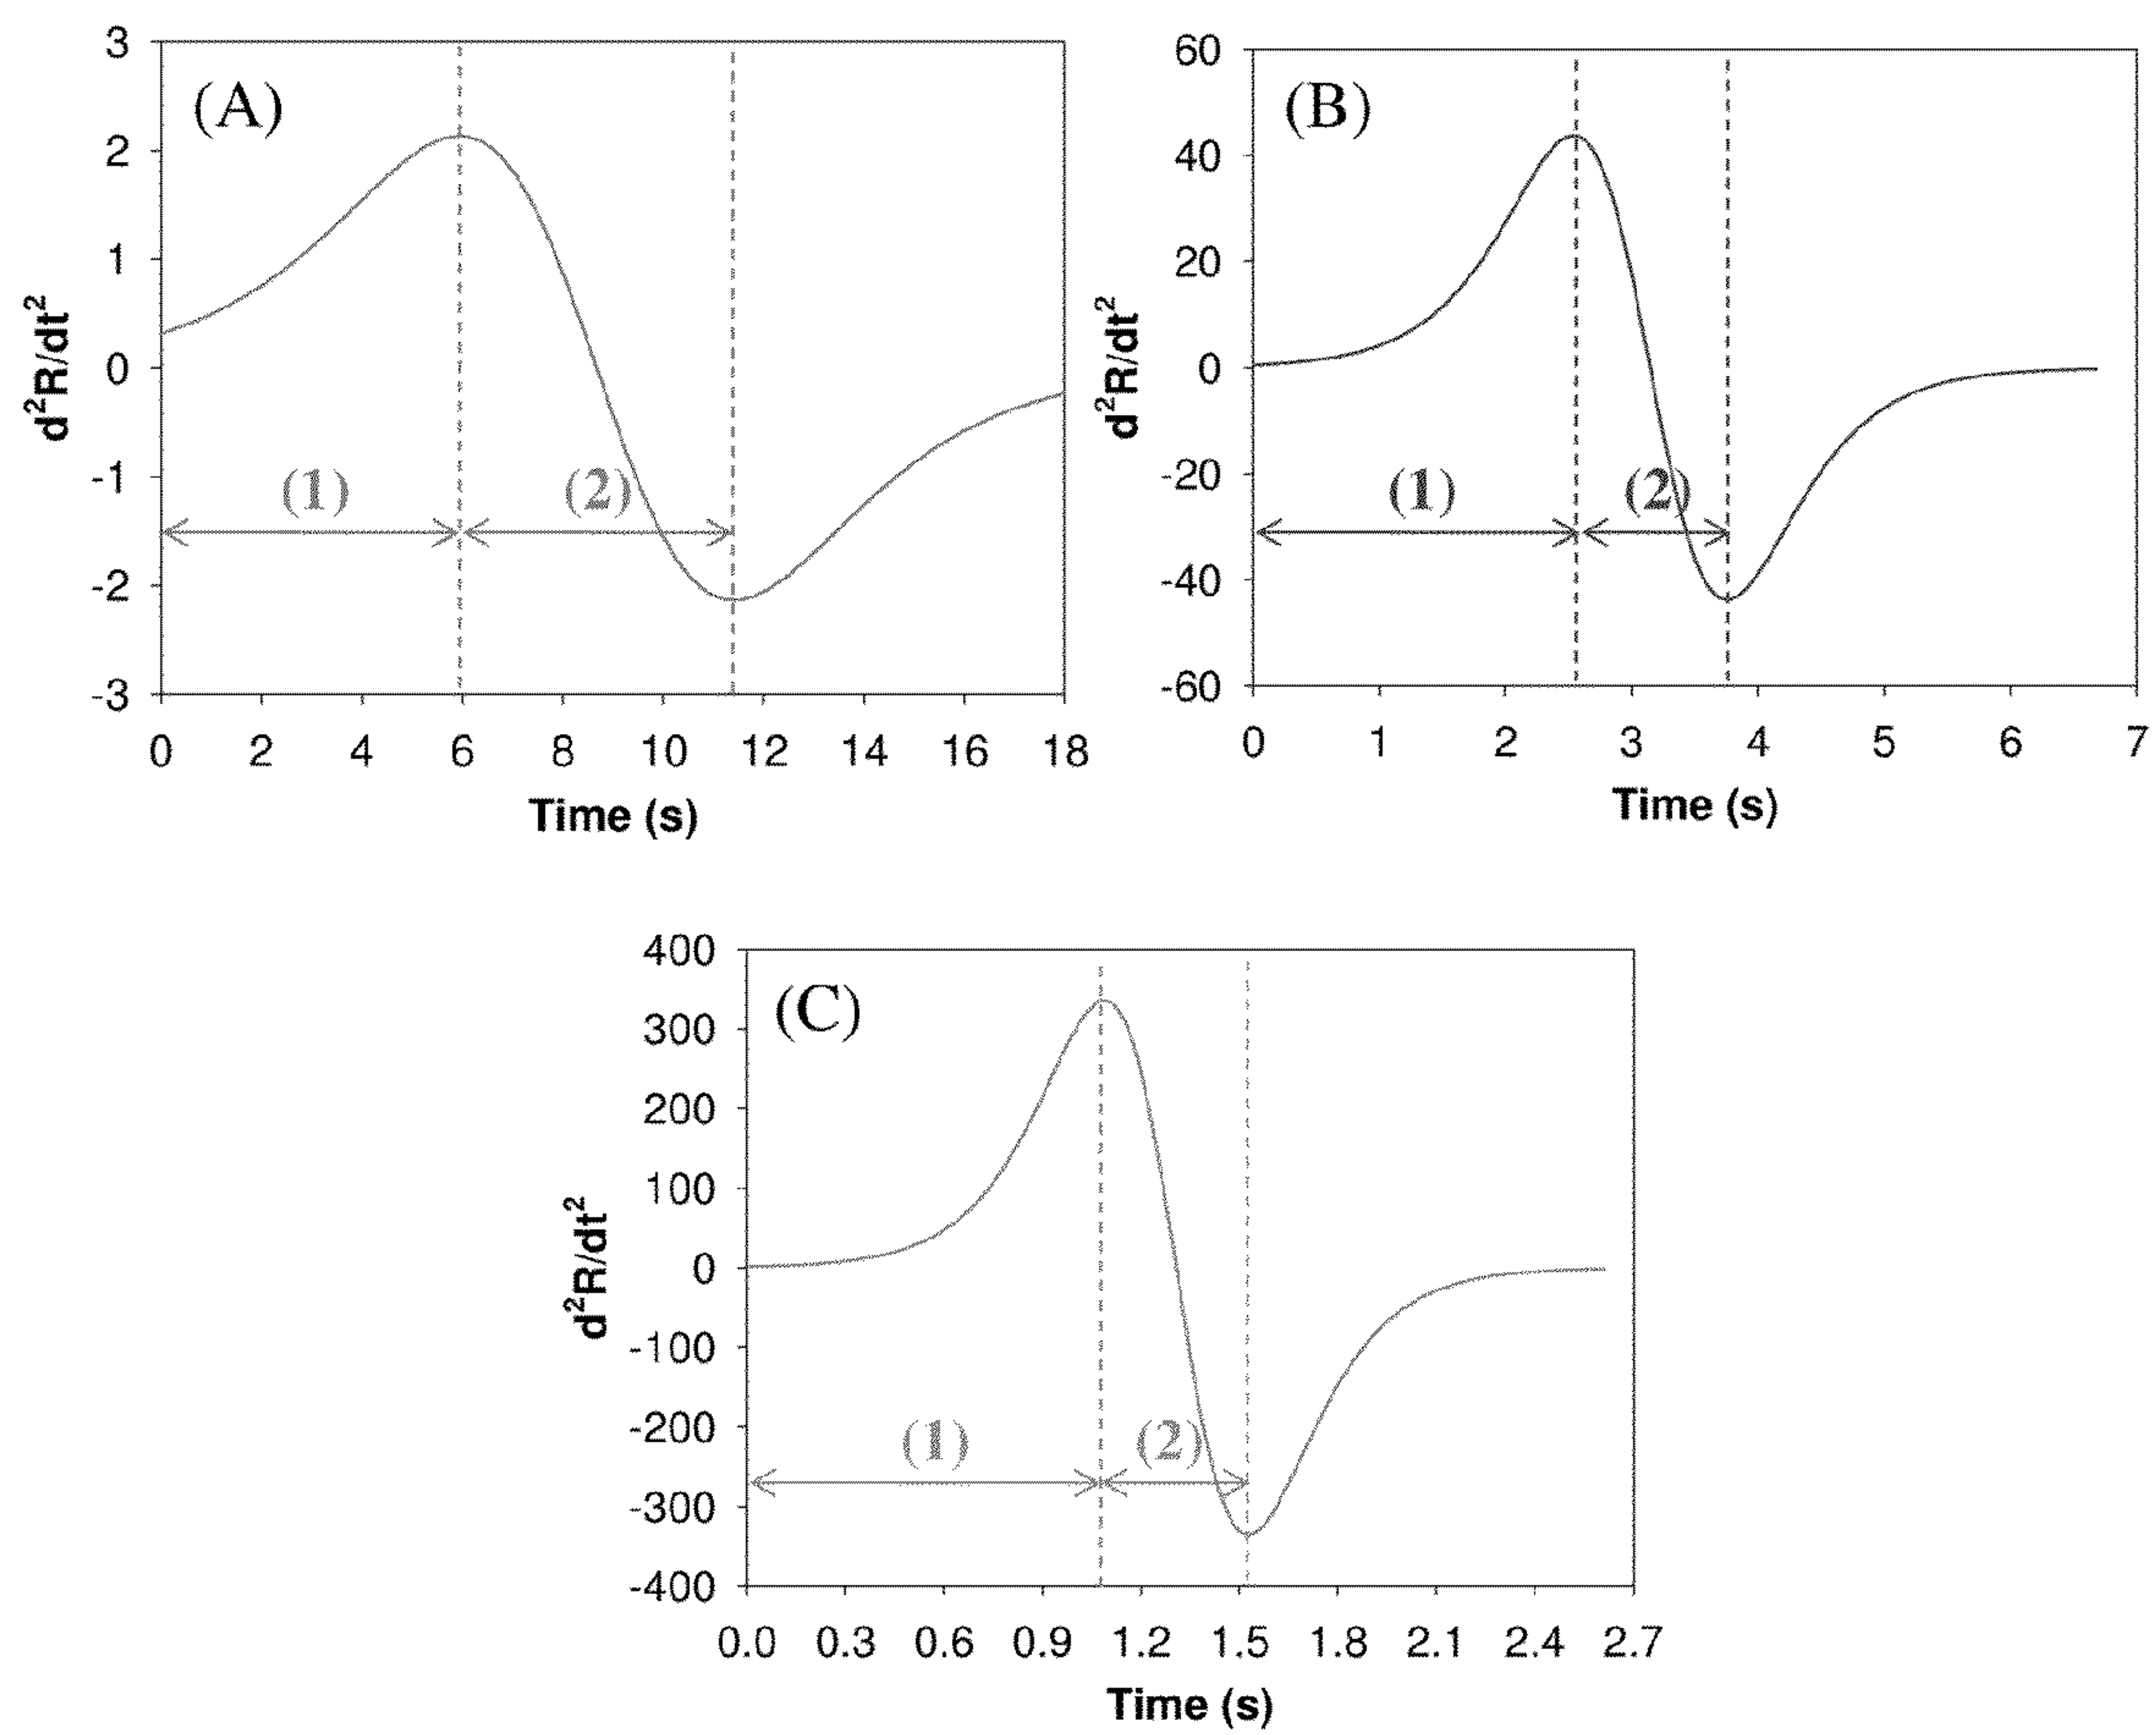 (A)
3
2
1
0
-1
-2
-3
d²R/dt²
(1)
(2)
0 2 4 6 8 10 12 14 16 18
Time (s)
(B)
60
40
20
0
-20
-40
-60
d²R/dt²
(1)
(2)
0 1 2 3 4 5 6 7
Time (s)
(C)
400
300
200
100
0
-100
-200
-300
-400
d²R/dt²
(1)
(2)
0.0 0.3 0.6 0.9 1.2 1.5 1.8 2.1 2.4 2.7
Time (s)